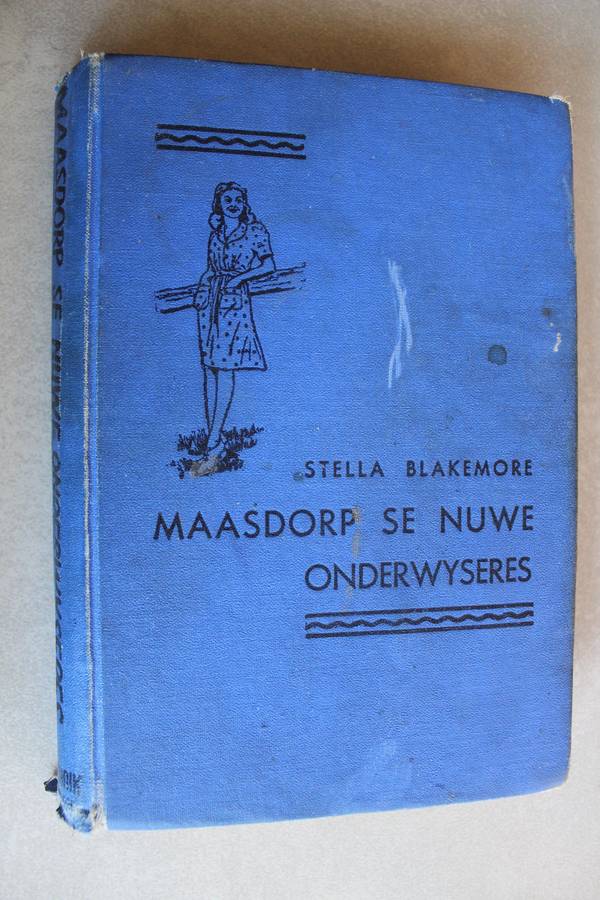 STELLA BLAKEMORE
MAASDORP SE NUWE
ONDERWYSERES
MAASDORP SE NUWE ONDERWYSERES